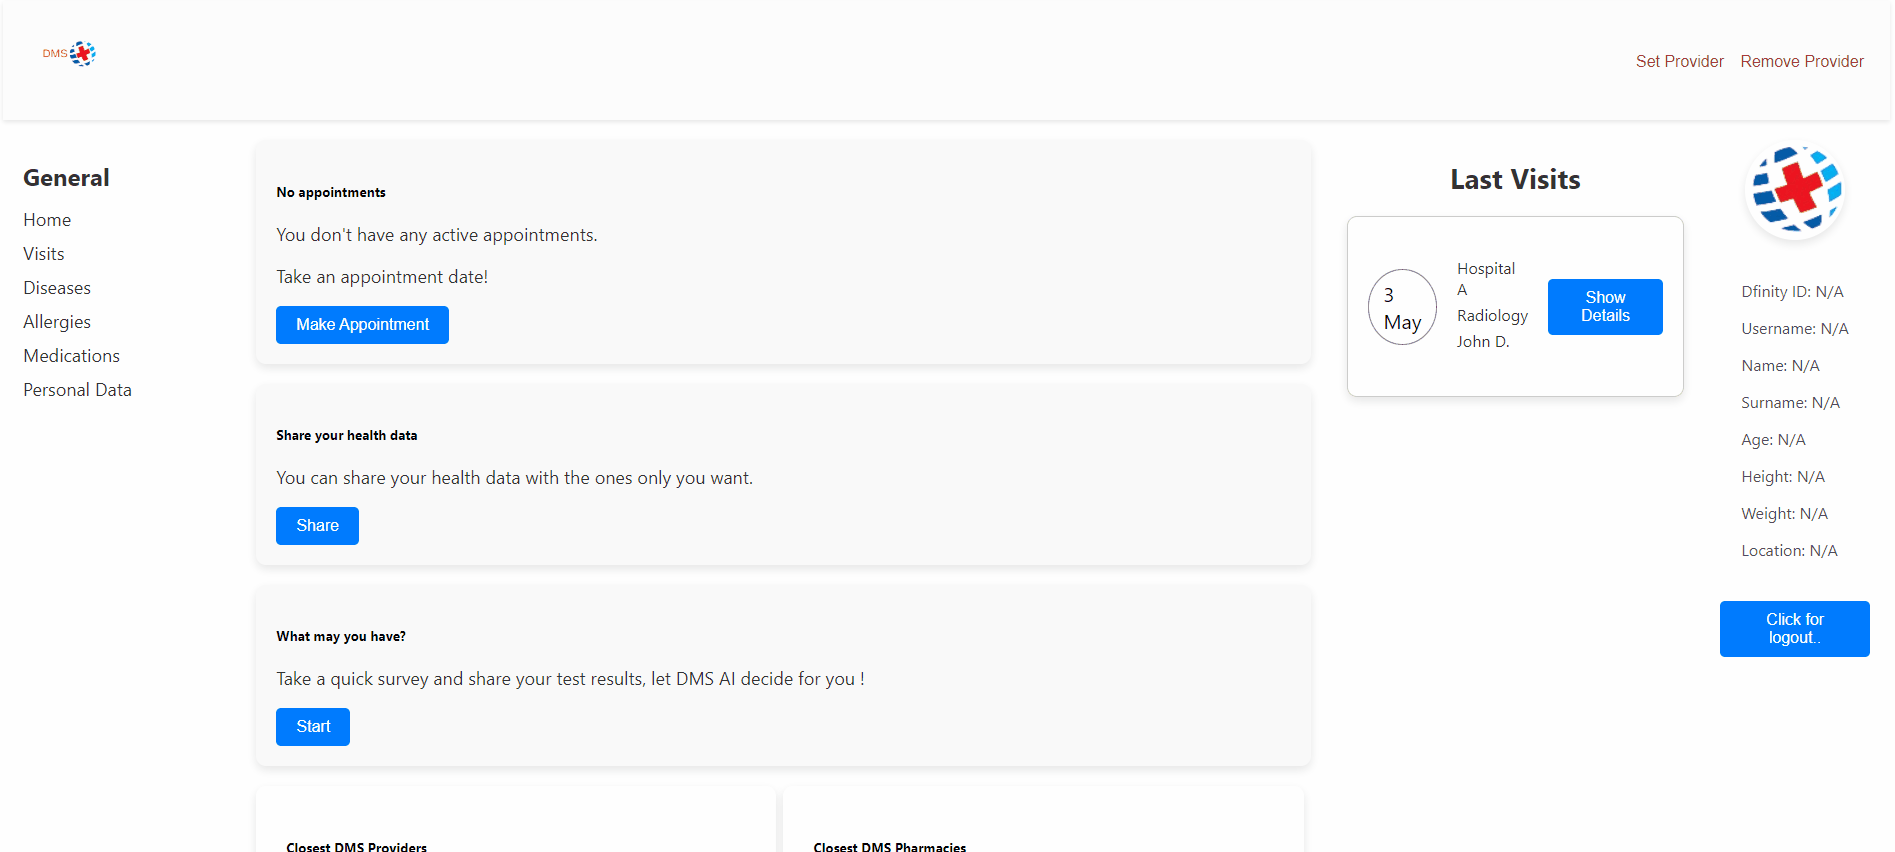 DMS
Set Provider
Remove Provider
General
Home
Visits
Diseases
Allergies
Medications
Personal Data
No appointments
You don't have any active appointments.
Take an appointment date!
Make Appointment
Share your health data
You can share your health data with the ones only you want.
Share
What may you have?
Take a quick survey and share your test results, let DMS AI decide for you !
Start
Closest DMS Providers
Closest DMS Pharmacies
Last Visits
3
May
Hospital
A
Radiology
John D.
Show
Details
Dfinity ID: N/A
Username: N/A
Name: N/A
Surname: N/A
Age: N/A
Height: N/A
Weight: N/A
Location: N/A
Click for
logout..